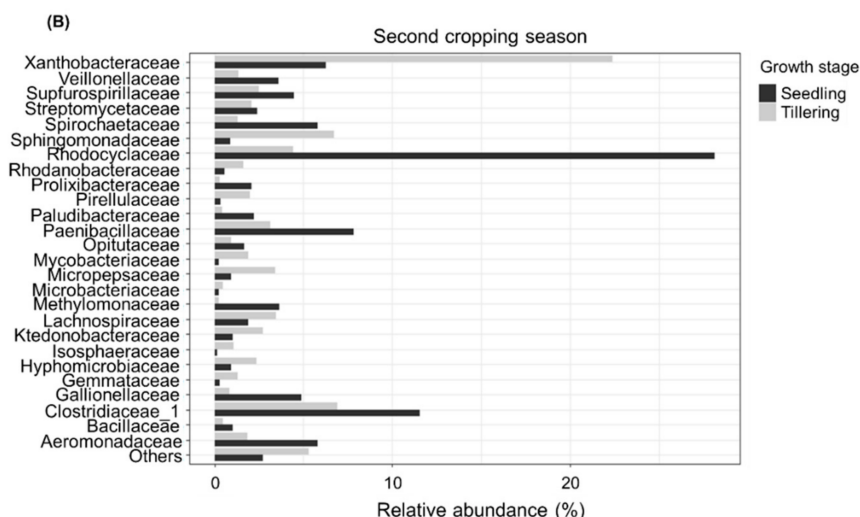 (B)
Second cropping season
Xanthobacteraceae
Veillonellaceae
Supfurospirillaceae
Streptomycetaceae
Spirochaetaceae
Sphingomonadaceae
Rhodocyclaceae
Rhodanobacteraceae
Prolixibacteraceae
Pirellulaceae
Paludibacteraceae
Paenibacillaceae
Opitutaceae
Mycobacteriaceae
Micropepsaceae
Microbacteriaceae
Methylomonaceae
Lachnospiraceae
Ktedonobacteraceae
Isosphaeraceae
Hyphomicrobiaceae
Gemmataceae
Gallionellaceae
Clostridiaceae_1
Bacillaceae
Aeromonadaceae
Others
0 10 20
Relative abundance (%)
Growth stage
Seedling
Tillering